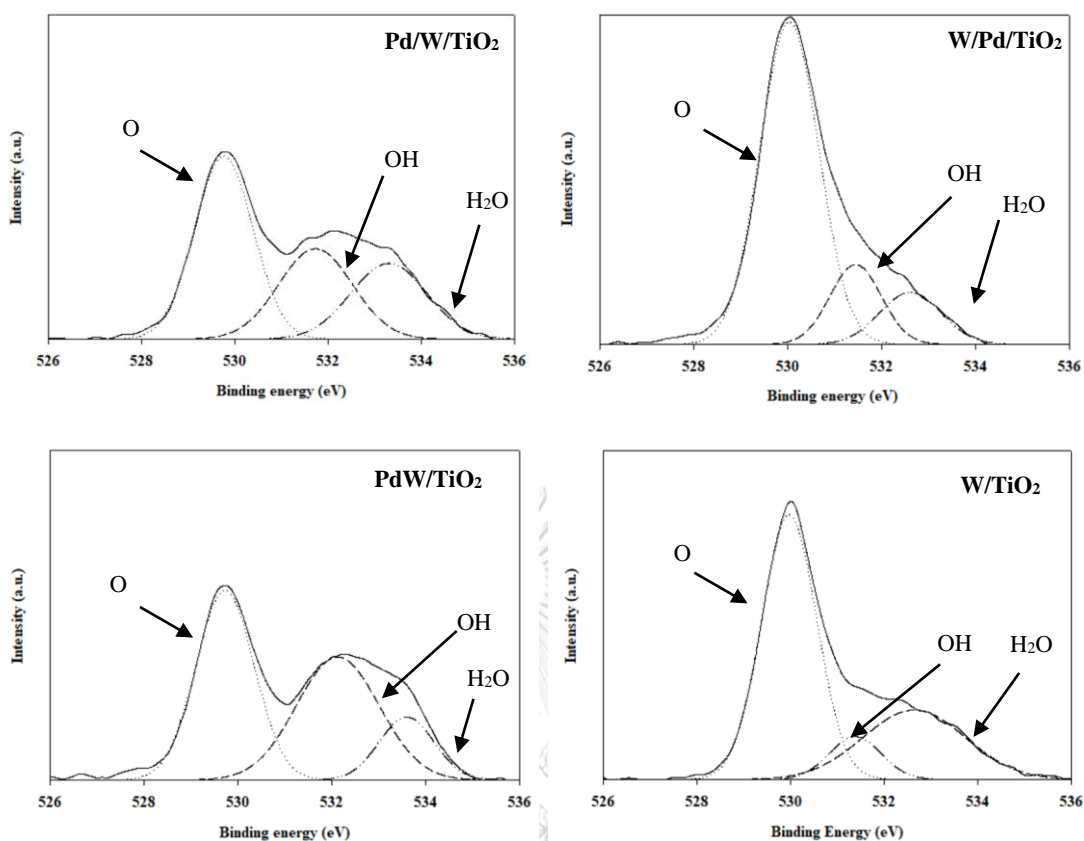 Pd/W/TiO2
O
OH
H2O
Intensity (a.u.)
526 528 530 532 534 536
Binding energy (eV)
W/Pd/TiO2
O
OH
H2O
Intensity (a.u.)
526 528 530 532 534 536
Binding energy (eV)
PdW/TiO2
O
OH
H2O
Intensity (a.u.)
526 528 530 532 534 536
Binding energy (eV)
W/TiO2
O
OH
H2O
Intensity (a.u.)
526 528 530 532 534 536
Binding Energy (eV)